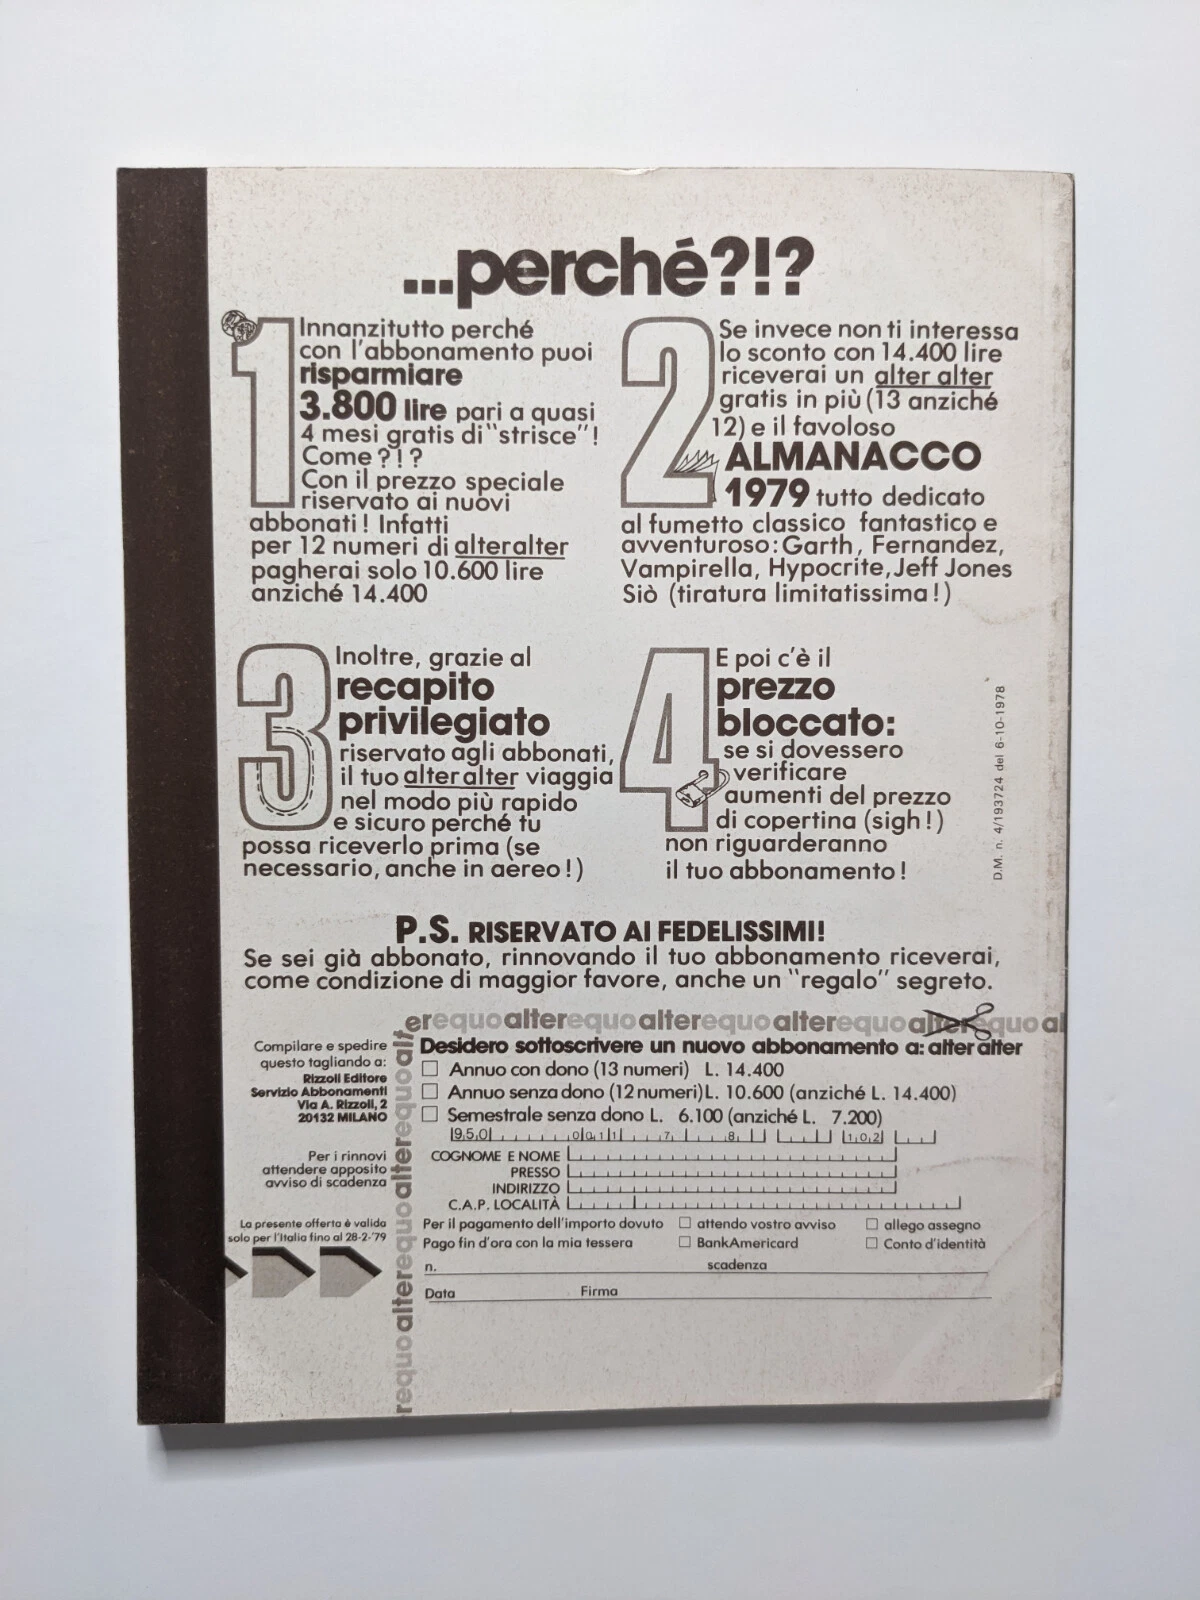 ...perché?!?
1
Innanzitutto perché
con l'abbonamento puoi
risparmiare
3.800 lire pari a quasi
4 mesi gratis di "strisce"!
Come?!?
Con il prezzo speciale
riservato ai nuovi
abbonati! Infatti
per 12 numeri di alteralter
pagherai solo 10.600 lire
anziché 14.400
2
Se invece non ti interessa
lo sconto con 14.400 lire
riceverai un alter alter
gratis in più (13 anziché
12) e il favoloso
ALMANACCO
1979 tutto dedicato
al fumetto classico fantastico e
avventuroso: Garth, Fernandez,
Vampirella, Hypocrite, Jeff Jones
Siò (tiratura limitatissima!)
3
Inoltre, grazie al
recapito
privilegiato
riservato agli abbonati,
il tuo alteralter viaggia
nel modo più rapido
e sicuro perché tu
possa riceverlo prima (se
necessario, anche in aereo!)
4
E poi c'è il
prezzo
bloccato:
se si dovessero
verificare
aumenti del prezzo
di copertina (sigh!)
non riguarderanno
il tuo abbonamento!
D.M. n. 4/193724 del 6-10-1978
P.S. RISERVATO AI FEDELISSIMI!
Se sei già abbonato, rinnovando il tuo abbonamento riceverai,
come condizione di maggior favore, anche un "regalo" segreto.
erequoalterequoalterequoalterequoalterequoal
requoalterequoalterequoalt
Compilare e spedire
questo tagliando a:
Rizzoli Editore
Servizio Abbonamenti
Via A. Rizzoli, 2
20132 MILANO
Per i rinnovi
attendere apposito
avviso di scadenza
La presente offerta è valida
solo per l'Italia fino al 28-2-'79
Desidero sottoscrivere un nuovo abbonamento a: alter alter
Annuo con dono (13 numeri) L. 14.400
Annuo senza dono (12 numeri) L. 10.600 (anziché L. 14.400)
Semestrale senza dono L. 6.100 (anziché L. 7.200)
950 0011 7 8 102
COGNOME E NOME
PRESSO
INDIRIZZO
C.A.P. LOCALITÀ
Per il pagamento dell'importo dovuto attendo vostro avviso allego assegno
Pago fin d'ora con la mia tessera BankAmericard Conto d'identità
n. scadenza
Data Firma